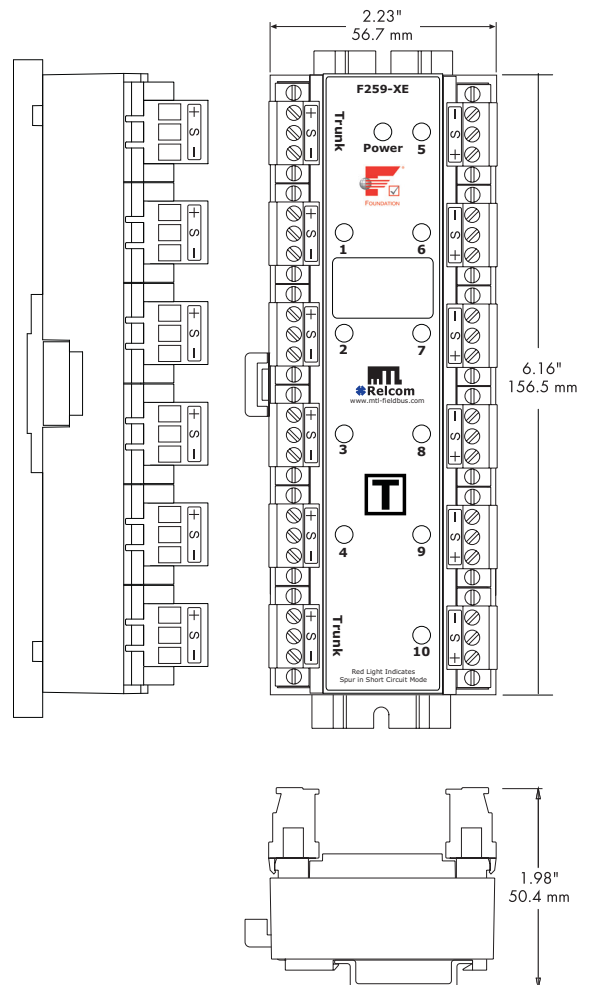 2.23"
56.7 mm
F259-XE
Trunk
Power
5
FOUNDATION
1
6
2
7
MTL
Relcom
www.mtl-fieldbus.com
3
8
T
4
9
Trunk
10
Red Light Indicates
Spur in Short Circuit Mode
+ S −
+ S −
+ S −
+ S −
+ S −
+ S −
+ S −
+ S −
+ S −
+ S −
+ S −
+ S −
− S +
− S +
− S +
− S +
− S +
− S +
6.16"
156.5 mm
1.98"
50.4 mm